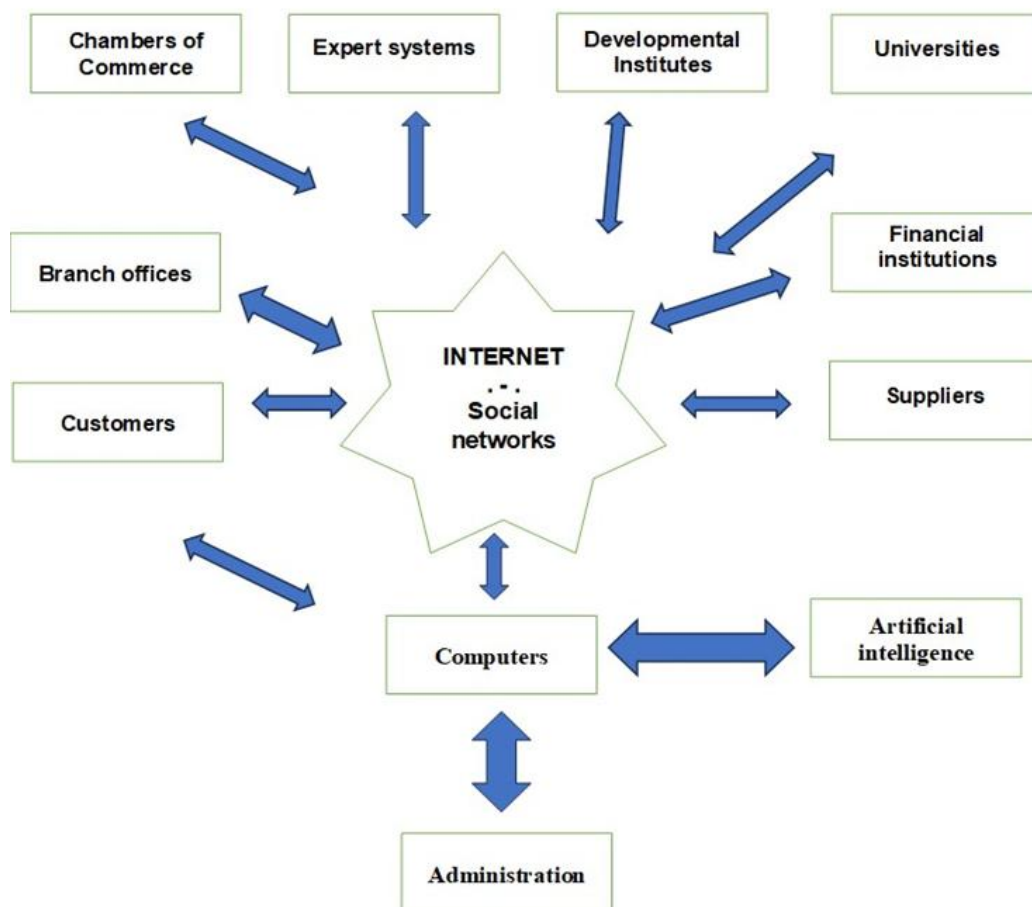 Chambers of
Commerce
Expert systems
Developmental
Institutes
Universities
Branch offices
Financial
institutions
INTERNET
. - .
Social
networks
Customers
Suppliers
Computers
Artificial
intelligence
Administration